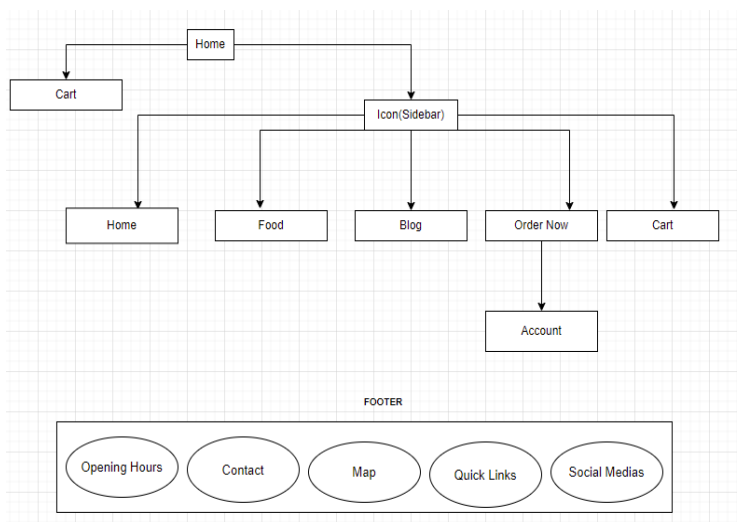 Home
Cart
Icon(Sidebar)
Home
Food
Blog
Order Now
Cart
Account
FOOTER
Opening Hours
Contact
Map
Quick Links
Social Medias